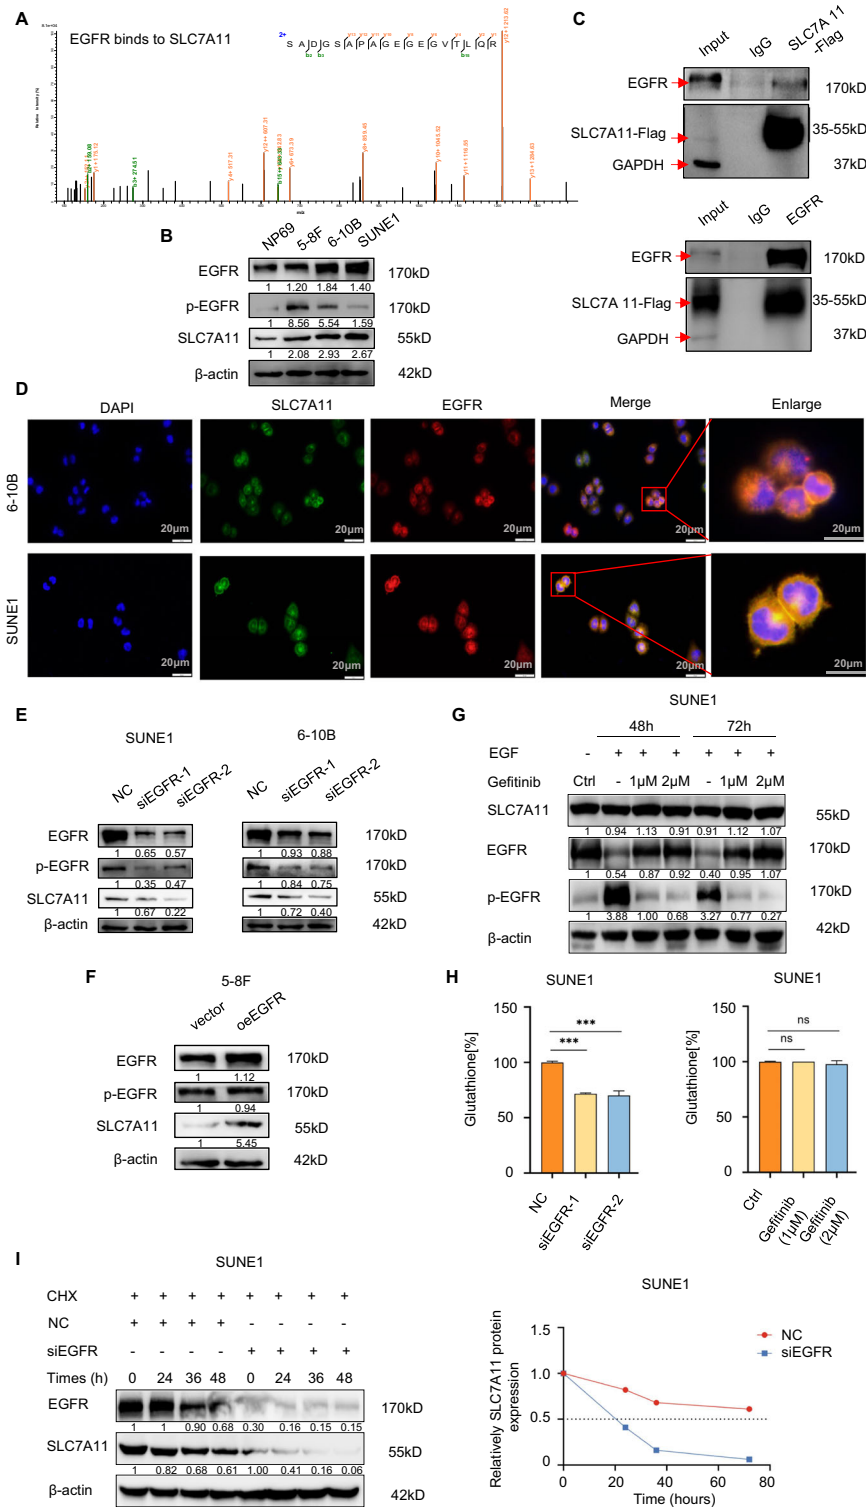 A
EGFR binds to SLC7A11
2+
S A D G S A P A G E G E G V T L Q R
B
NP69 5-8F 6-10B SUNE1
EGFR 170kD
1 1.20 1.84 1.40
p-EGFR 170kD
1 8.56 5.54 1.59
SLC7A11 55kD
1 2.08 2.93 2.67
β-actin 42kD
C
Input IgG SLC7A 11 -Flag
EGFR 170kD
SLC7A11-Flag 35-55kD
GAPDH 37kD
Input IgG EGFR
EGFR 170kD
SLC7A 11-Flag 35-55kD
GAPDH 37kD
D
DAPI SLC7A11 EGFR Merge Enlarge
6-10B
20μm 20μm 20μm 20μm 20μm
SUNE1
20μm 20μm 20μm 20μm 20μm
E
SUNE1 6-10B
NC siEGFR-1 siEGFR-2 NC siEGFR-1 siEGFR-2
EGFR 170kD 170kD
1 0.65 0.57 1 0.93 0.88
p-EGFR 170kD 170kD
1 0.35 0.47 1 0.84 0.75
SLC7A11 55kD 55kD
1 0.67 0.22 1 0.72 0.40
β-actin 42kD 42kD
F
5-8F
vector oeEGFR
EGFR 170kD
1 1.12
p-EGFR 170kD
1 0.94
SLC7A11 55kD
1 5.45
β-actin 42kD
G
SUNE1
48h 72h
EGF - + + + + + +
Gefitinib Ctrl - 1μM 2μM - 1μM 2μM
SLC7A11 55kD
1 0.94 1.13 0.91 0.91 1.12 1.07
EGFR 170kD
1 0.54 0.87 0.92 0.40 0.95 1.07
p-EGFR 170kD
1 3.88 1.00 0.68 3.27 0.77 0.27
β-actin 42kD
H
SUNE1
Glutathione[%]
150
100
50
0
***
***
NC siEGFR-1 siEGFR-2
SUNE1
Glutathione[%]
150
100
50
0
ns
ns
Ctrl Gefitinib (1μM) Gefitinib (2μM)
I
SUNE1
CHX + + + + + + + +
NC + + + + - - - -
siEGFR - - - - + + + +
Times (h) 0 24 36 48 0 24 36 48
EGFR 170kD
1 1 0.90 0.68 0.30 0.16 0.15 0.15
SLC7A11 55kD
1 0.82 0.68 0.61 1.00 0.41 0.16 0.06
β-actin 42kD
SUNE1
Relatively SLC7A11 protein
expression
1.5
1.0
0.5
0.0
0 20 40 60 80
Time (hours)
NC
siEGFR